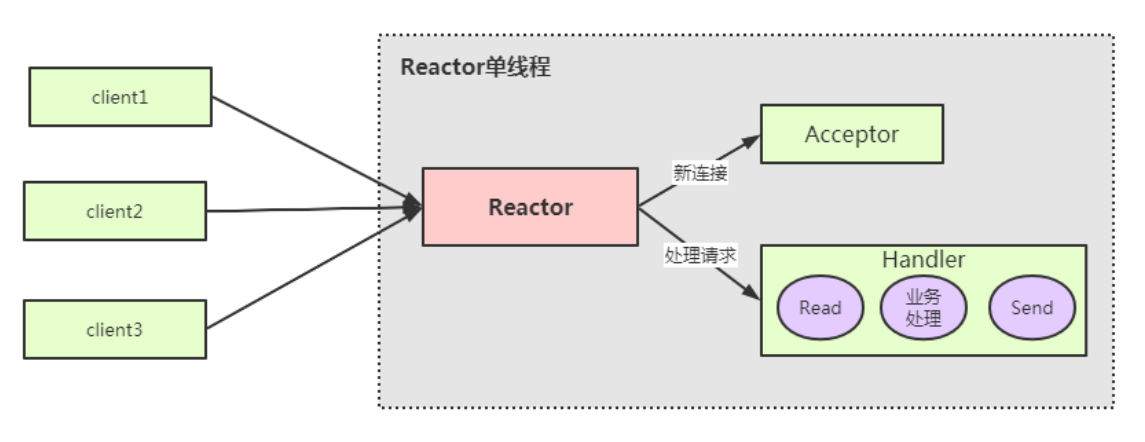 Reactor单线程
client1
client2
client3
Reactor
新连接
处理请求
Acceptor
Handler
Read
业务
处理
Send